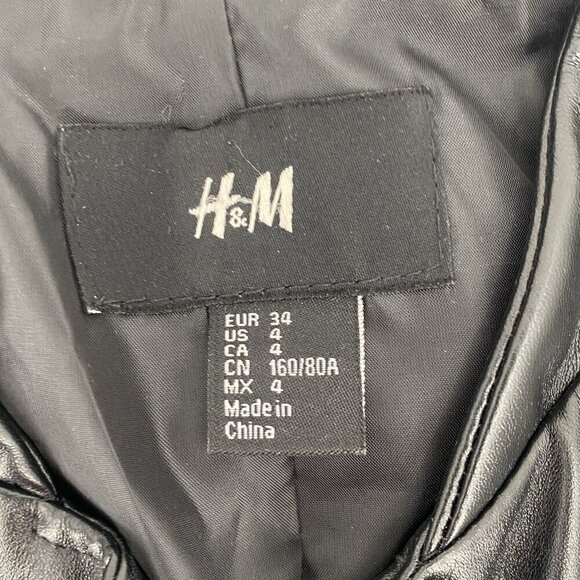 H&M
EUR 34
US 4
CA 4
CN 160/80A
MX 4
Made in
China